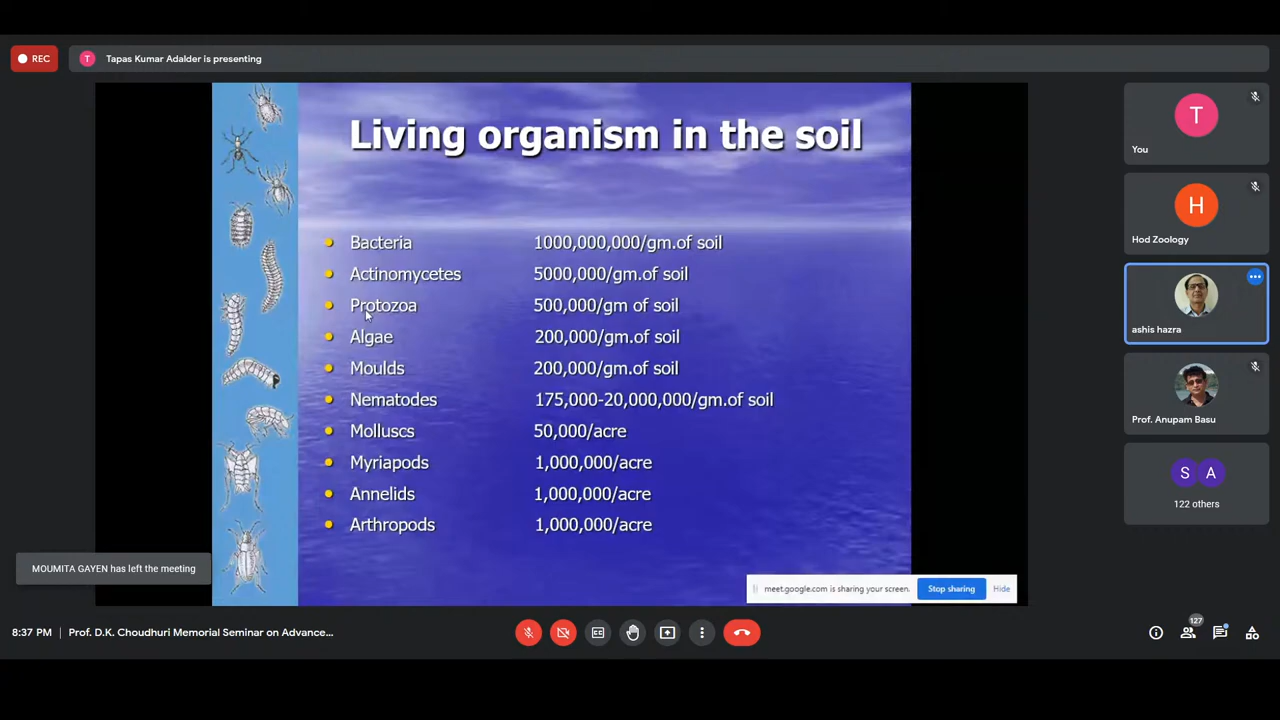 REC
T
Tapas Kumar Adalder is presenting
Living organism in the soil
Bacteria 1000,000,000/gm.of soil
Actinomycetes 5000,000/gm.of soil
Protozoa 500,000/gm of soil
Algae 200,000/gm.of soil
Moulds 200,000/gm.of soil
Nematodes 175,000-20,000,000/gm.of soil
Molluscs 50,000/acre
Myriapods 1,000,000/acre
Annelids 1,000,000/acre
Arthropods 1,000,000/acre
meet.google.com is sharing your screen. Stop sharing Hide
T
You
H
Hod Zoology
ashis hazra
Prof. Anupam Basu
S A
122 others
MOUMITA GAYEN has left the meeting
8:37 PM | Prof. D.K. Choudhuri Memorial Seminar on Advance...
127